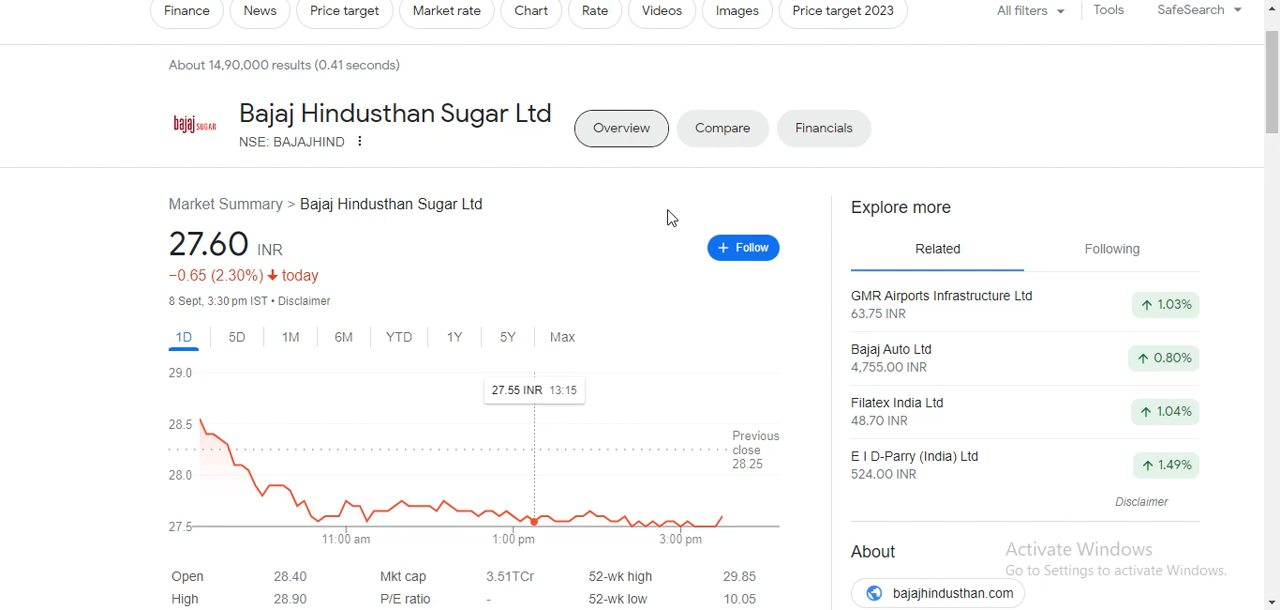 Finance News Price target Market rate Chart Rate Videos Images Price target 2023 All filters Tools SafeSearch
About 14,90,000 results (0.41 seconds)
bajaj SUGAR
Bajaj Hindusthan Sugar Ltd
NSE: BAJAJHIND
Overview Compare Financials
Market Summary > Bajaj Hindusthan Sugar Ltd
27.60 INR
+ Follow
−0.65 (2.30%) today
8 Sept, 3:30 pm IST • Disclaimer
1D 5D 1M 6M YTD 1Y 5Y Max
29.0
27.55 INR 13:15
28.5
Previous
close
28.25
28.0
27.5
11:00 am 1:00 pm 3:00 pm
Open 28.40 Mkt cap 3.51TCr 52-wk high 29.85
High 28.90 P/E ratio - 52-wk low 10.05
Explore more
Related Following
GMR Airports Infrastructure Ltd
63.75 INR
1.03%
Bajaj Auto Ltd
4,755.00 INR
0.80%
Filatex India Ltd
48.70 INR
1.04%
E I D-Parry (India) Ltd
524.00 INR
1.49%
Disclaimer
About
bajajhindusthan.com
Activate Windows
Go to Settings to activate Windows.